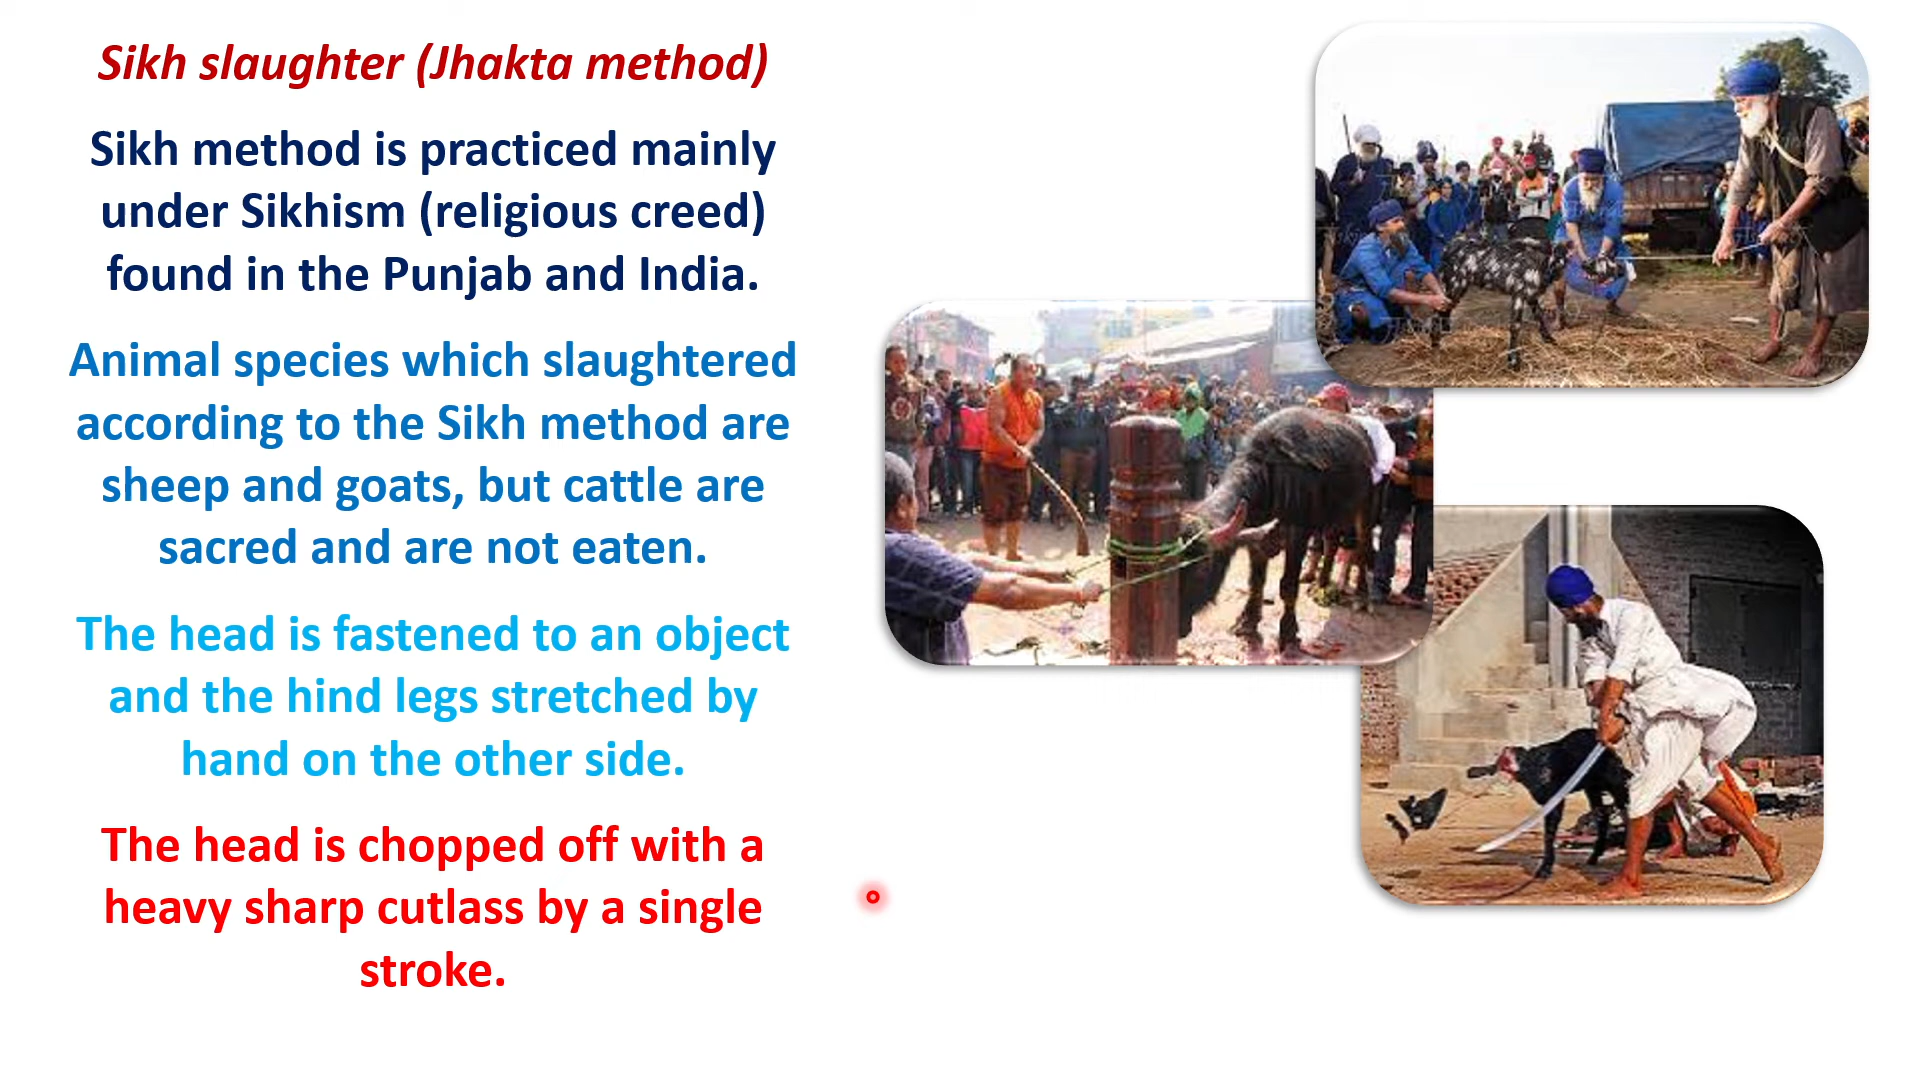 Sikh slaughter (Jhakta method)
Sikh method is practiced mainly
under Sikhism (religious creed)
found in the Punjab and India.
Animal species which slaughtered
according to the Sikh method are
sheep and goats, but cattle are
sacred and are not eaten.
The head is fastened to an object
and the hind legs stretched by
hand on the other side.
The head is chopped off with a
heavy sharp cutlass by a single
stroke.